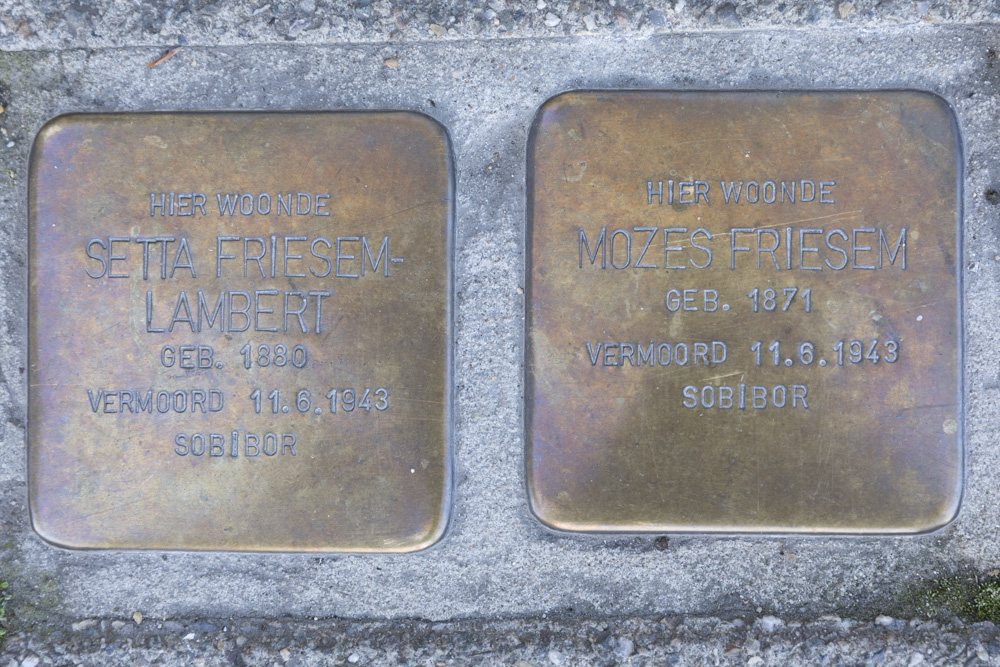 HIER WOONDE
SETTA FRIESEM-
LAMBERT
GEB. 1880
VERMOORD 11.6.1943
SOBIBOR
HIER WOONDE
MOZES FRIESEM
GEB. 1871
VERMOORD 11.6.1943
SOBIBOR